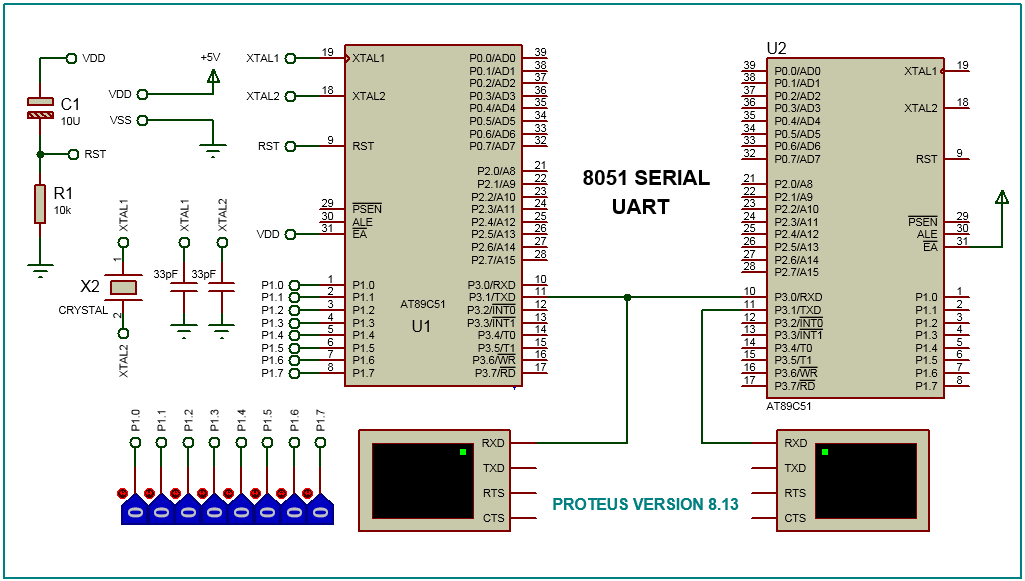 VDD
C1
10U
RST
R1
10k
+5V
VDD
VSS
XTAL1
X2
CRYSTAL
1
2
XTAL2
XTAL1
33pF
XTAL2
33pF
XTAL1 19 XTAL1
XTAL2 18 XTAL2
RST 9 RST
29 PSEN
30 ALE
VDD 31 EA
P1.0 1 P1.0
P1.1 2 P1.1
P1.2 3 P1.2
P1.3 4 P1.3
P1.4 5 P1.4
P1.5 6 P1.5
P1.6 7 P1.6
P1.7 8 P1.7
P0.0/AD0 39
P0.1/AD1 38
P0.2/AD2 37
P0.3/AD3 36
P0.4/AD4 35
P0.5/AD5 34
P0.6/AD6 33
P0.7/AD7 32
P2.0/A8 21
P2.1/A9 22
P2.2/A10 23
P2.3/A11 24
P2.4/A12 25
P2.5/A13 26
P2.6/A14 27
P2.7/A15 28
P3.0/RXD 10
P3.1/TXD 11
P3.2/INT0 12
P3.3/INT1 13
P3.4/T0 14
P3.5/T1 15
P3.6/WR 16
P3.7/RD 17
AT89C51
U1
8051 SERIAL
UART
U2
39 P0.0/AD0
38 P0.1/AD1
37 P0.2/AD2
36 P0.3/AD3
35 P0.4/AD4
34 P0.5/AD5
33 P0.6/AD6
32 P0.7/AD7
21 P2.0/A8
22 P2.1/A9
23 P2.2/A10
24 P2.3/A11
25 P2.4/A12
26 P2.5/A13
27 P2.6/A14
28 P2.7/A15
10 P3.0/RXD
11 P3.1/TXD
12 P3.2/INT0
13 P3.3/INT1
14 P3.4/T0
15 P3.5/T1
16 P3.6/WR
17 P3.7/RD
XTAL1 19
XTAL2 18
RST 9
PSEN 29
ALE 30
EA 31
P1.0 1
P1.1 2
P1.2 3
P1.3 4
P1.4 5
P1.5 6
P1.6 7
P1.7 8
AT89C51
P1.0 P1.1 P1.2 P1.3 P1.4 P1.5 P1.6 P1.7
0 0 0 0 0 0 0 0
RXD
TXD
RTS
CTS
PROTEUS VERSION 8.13
RXD
TXD
RTS
CTS